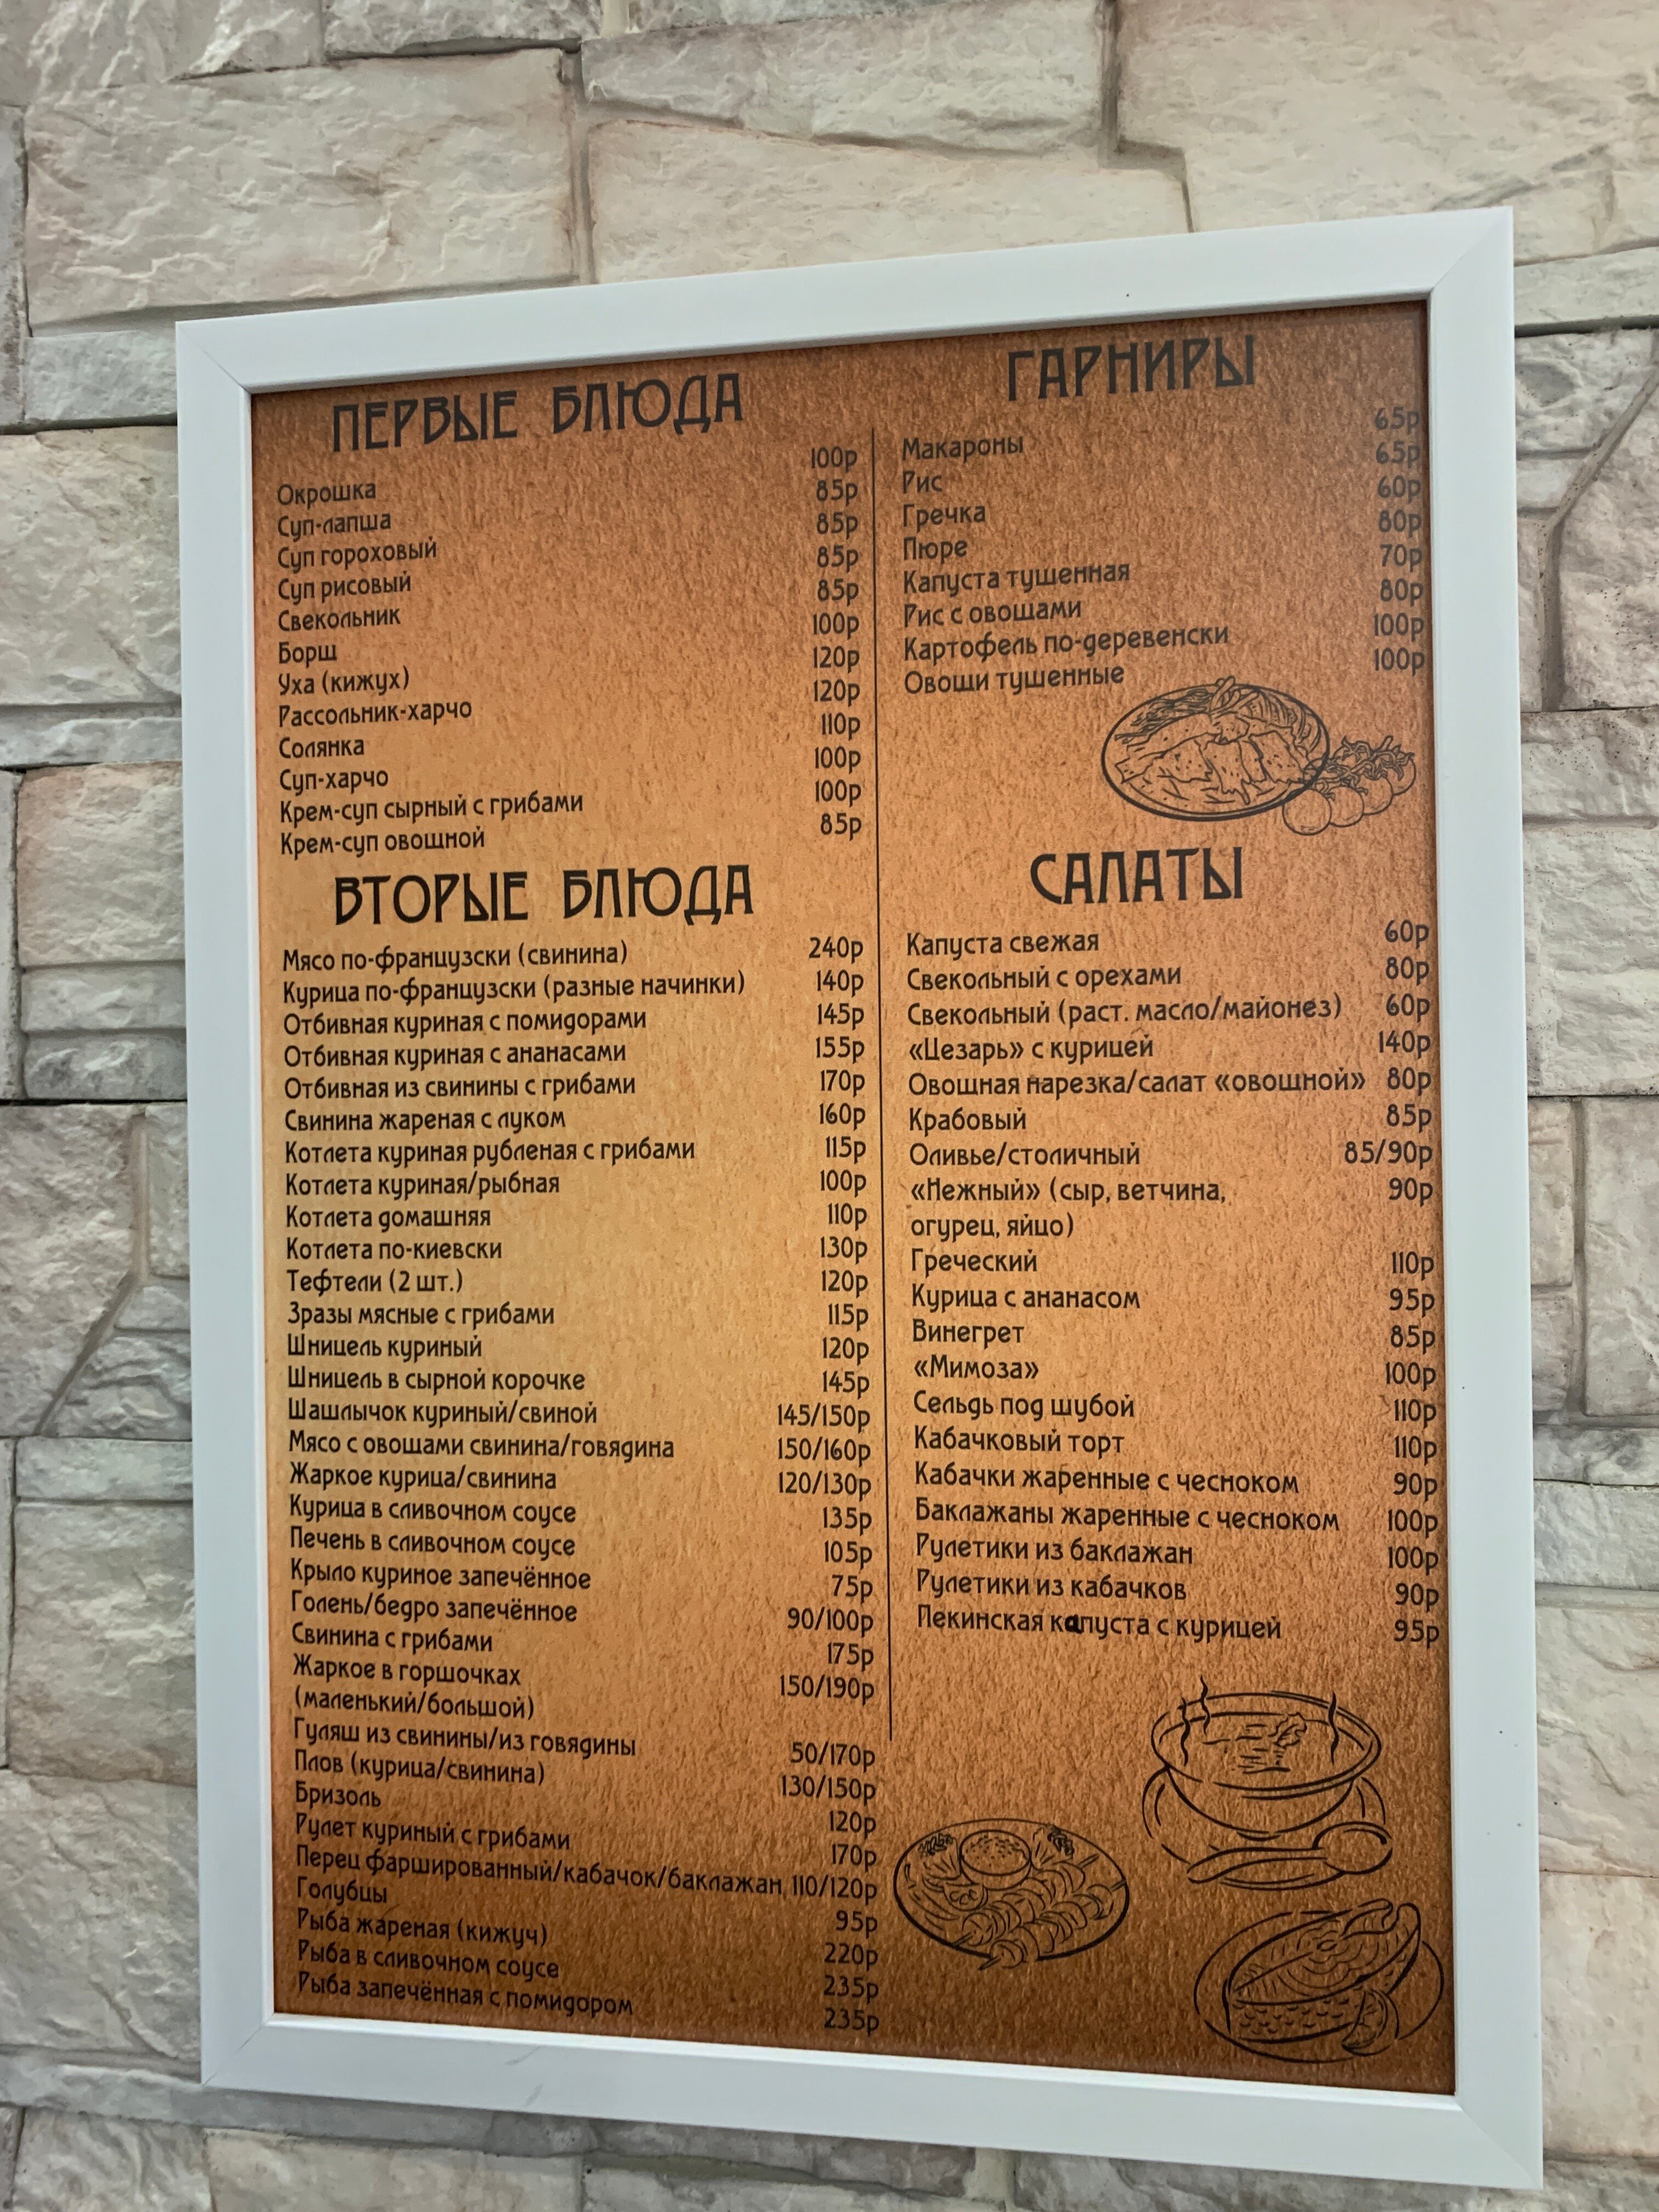 ПЕРВЫЕ БЛЮДА
Окрошка 100р
Суп-лапша 85р
Суп гороховый 85р
Суп рисовый 85р
Свекольник 85р
Борщ 100р
Уха (кижух) 120р
Рассольник-харчо 120р
Солянка 110р
Суп-харчо 100р
Крем-суп сырный с грибами 100р
Крем-суп овощной 85р
ВТОРЫЕ БЛЮДА
Мясо по-французски (свинина) 240р
Курица по-французски (разные начинки) 140р
Отбивная куриная с помидорами 145р
Отбивная куриная с ананасами 155р
Отбивная из свинины с грибами 170р
Свинина жареная с луком 160р
Котлета куриная рубленая с грибами 115р
Котлета куриная/рыбная 100р
Котлета домашняя 110р
Котлета по-киевски 130р
Тефтели (2 шт.) 120р
Зразы мясные с грибами 115р
Шницель куриный 120р
Шницель в сырной корочке 145р
Шашлычок куриный/свиной 145/150р
Мясо с овощами свинина/говядина 150/160р
Жаркое курица/свинина 120/130р
Курица в сливочном соусе 135р
Печень в сливочном соусе 105р
Крыло куриное запечённое 75р
Голень/бедро запечённое 90/100р
Свинина с грибами 175р
Жаркое в горшочках 150/190р
(маленький/большой)
Гуляш из свинины/из говядины 50/170р
Плов (курица/свинина) 130/150р
Бризоль 120р
Рулет куриный с грибами 170р
Перец фаршированный/кабачок/баклажан 110/120р
Голубцы 95р
Рыба жареная (кижуч) 220р
Рыба в сливочном соусе 235р
Рыба запечённая с помидором 235р
ГАРНИРЫ
Макароны 65р
Рис 65р
Гречка 60р
Пюре 80р
Капуста тушенная 70р
Рис с овощами 80р
Картофель по-деревенски 100р
Овощи тушенные 100р
САЛАТЫ
Капуста свежая 60р
Свекольный с орехами 80р
Свекольный (раст. масло/майонез) 60р
«Цезарь» с курицей 140р
Овощная нарезка/салат «овощной» 80р
Крабовый 85р
Оливье/столичный 85/90р
«Нежный» (сыр, ветчина, 90р
огурец, яйцо)
Греческий 110р
Курица с ананасом 95р
Винегрет 85р
«Мимоза» 100р
Сельдь под шубой 110р
Кабачковый торт 110р
Кабачки жаренные с чесноком 90р
Баклажаны жаренные с чесноком 100р
Рулетики из баклажан 100р
Рулетики из кабачков 90р
Пекинская капуста с курицей 95р